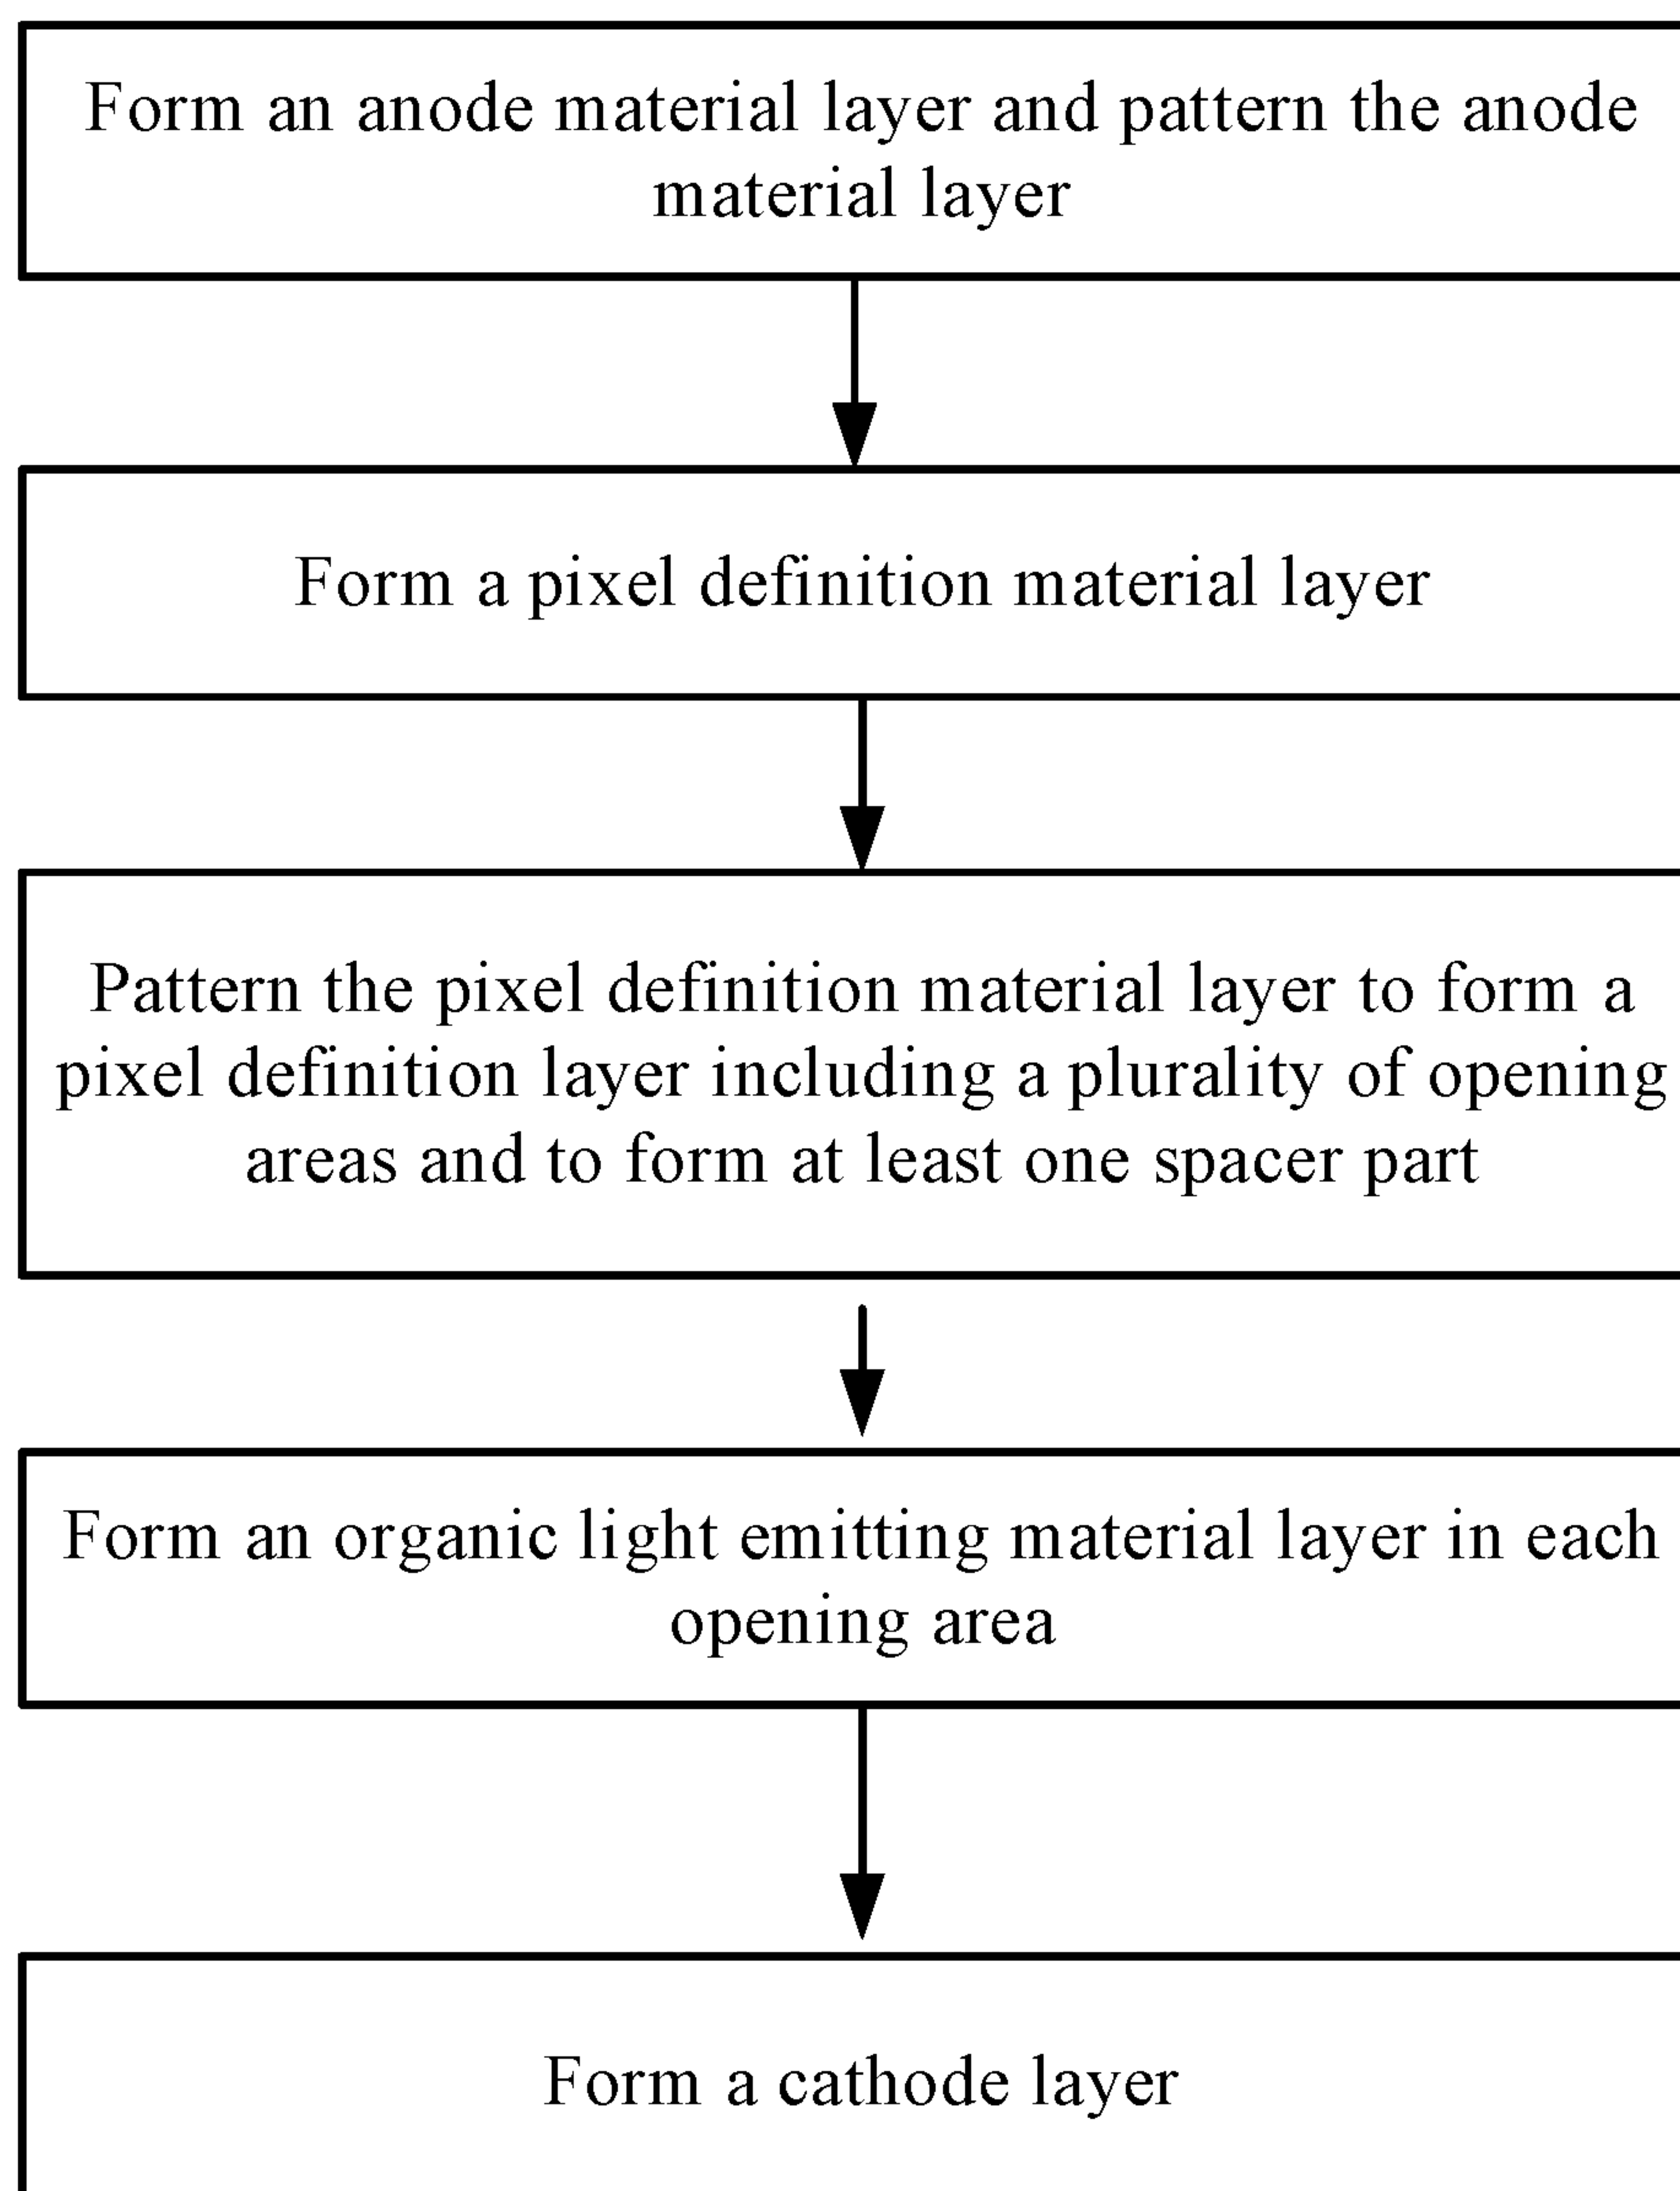 Form an anode material layer and pattern the anode
material layer
Form a pixel definition material layer
Pattern the pixel definition material layer to form a
pixel definition layer including a plurality of opening
areas and to form at least one spacer part
Form an organic light emitting material layer in each
opening area
Form a cathode layer